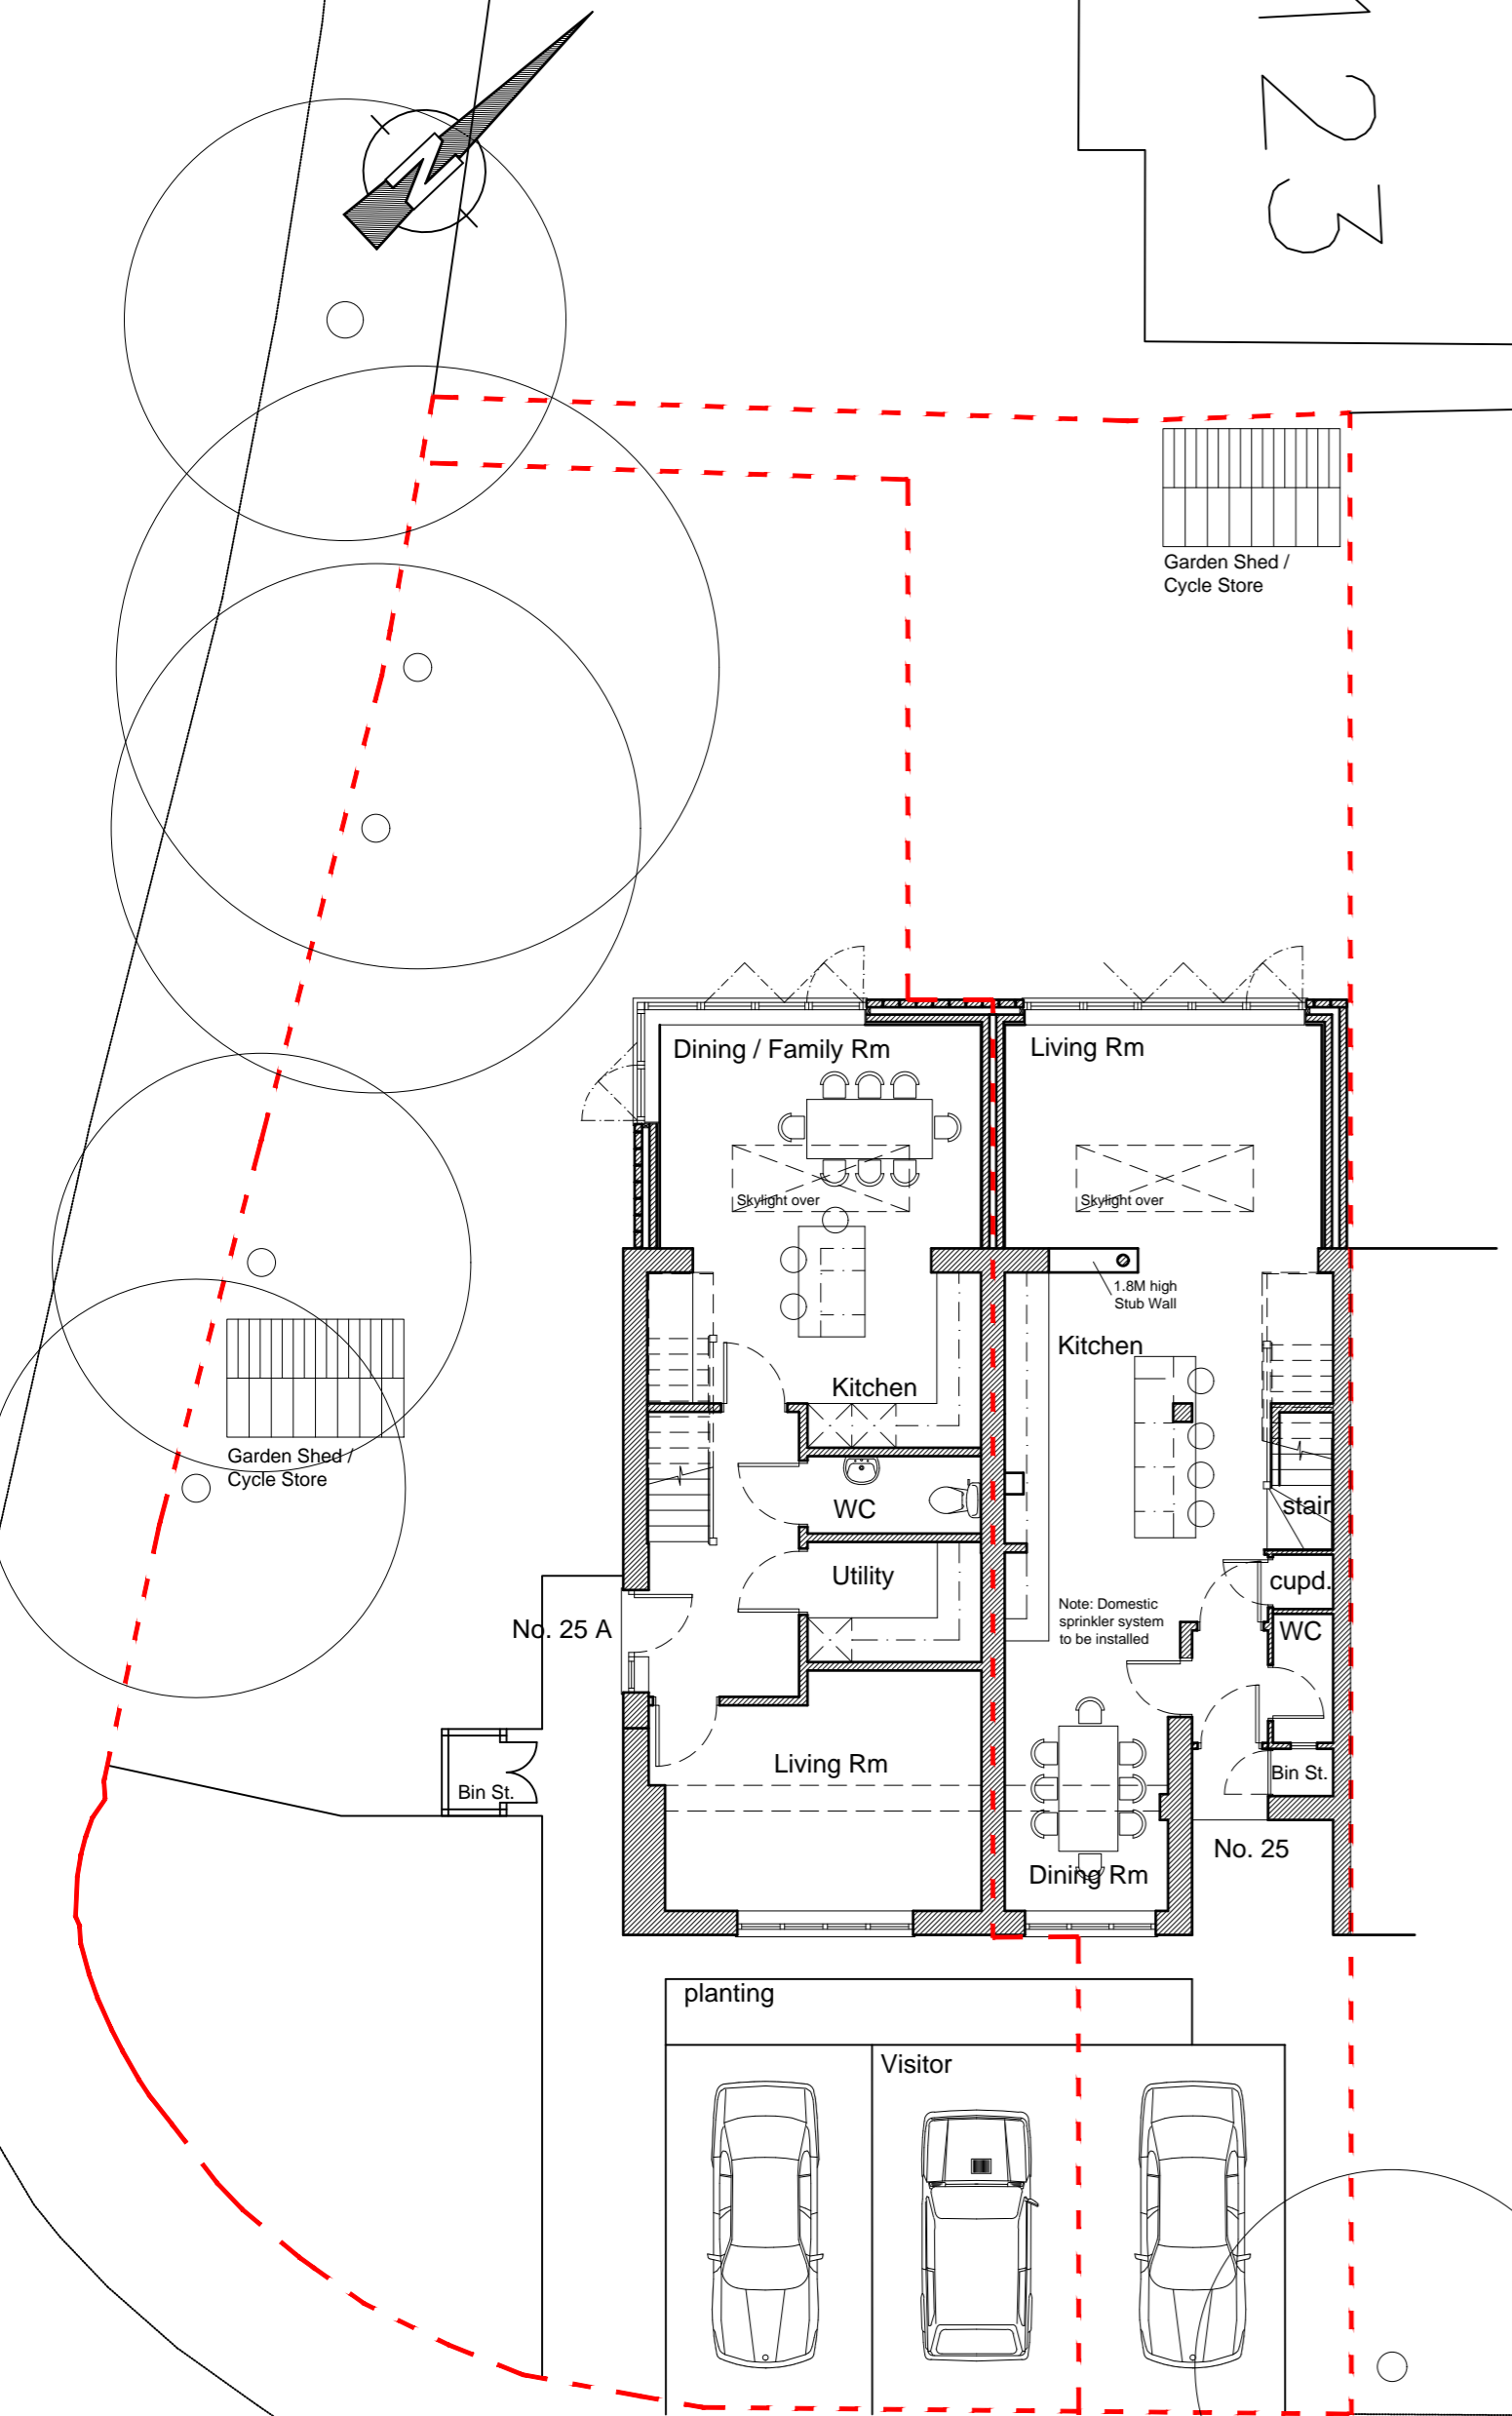 123
N
Garden Shed /
Cycle Store
Dining / Family Rm
Living Rm
Skylight over
Skylight over
1.8M high
Stub Wall
Kitchen
Kitchen
Garden Shed /
Cycle Store
WC
stair
Utility
cupd.
Note: Domestic
sprinkler system
to be installed
No. 25 A
WC
Living Rm
Bin St.
Bin St.
No. 25
Dining Rm
planting
Visitor